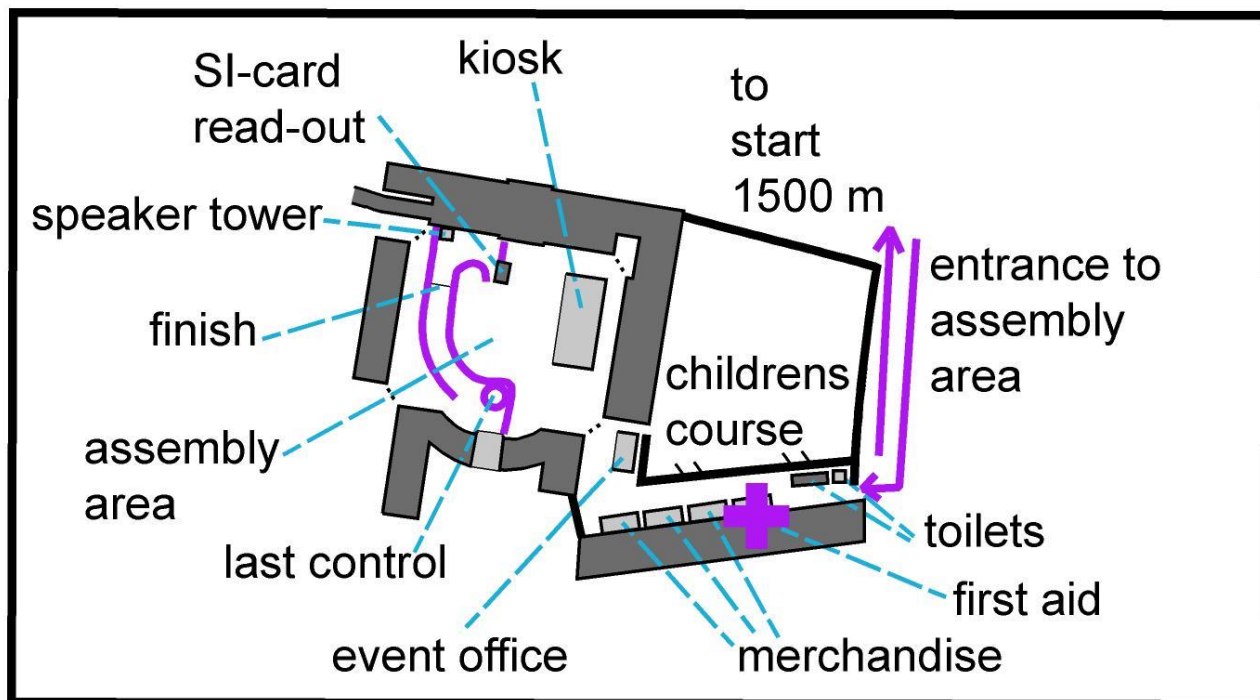 SI-card
read-out
kiosk
to
start
1500 m
speaker tower
entrance to
assembly
area
finish
childrens
course
assembly
area
last control
toilets
first aid
event office
merchandise